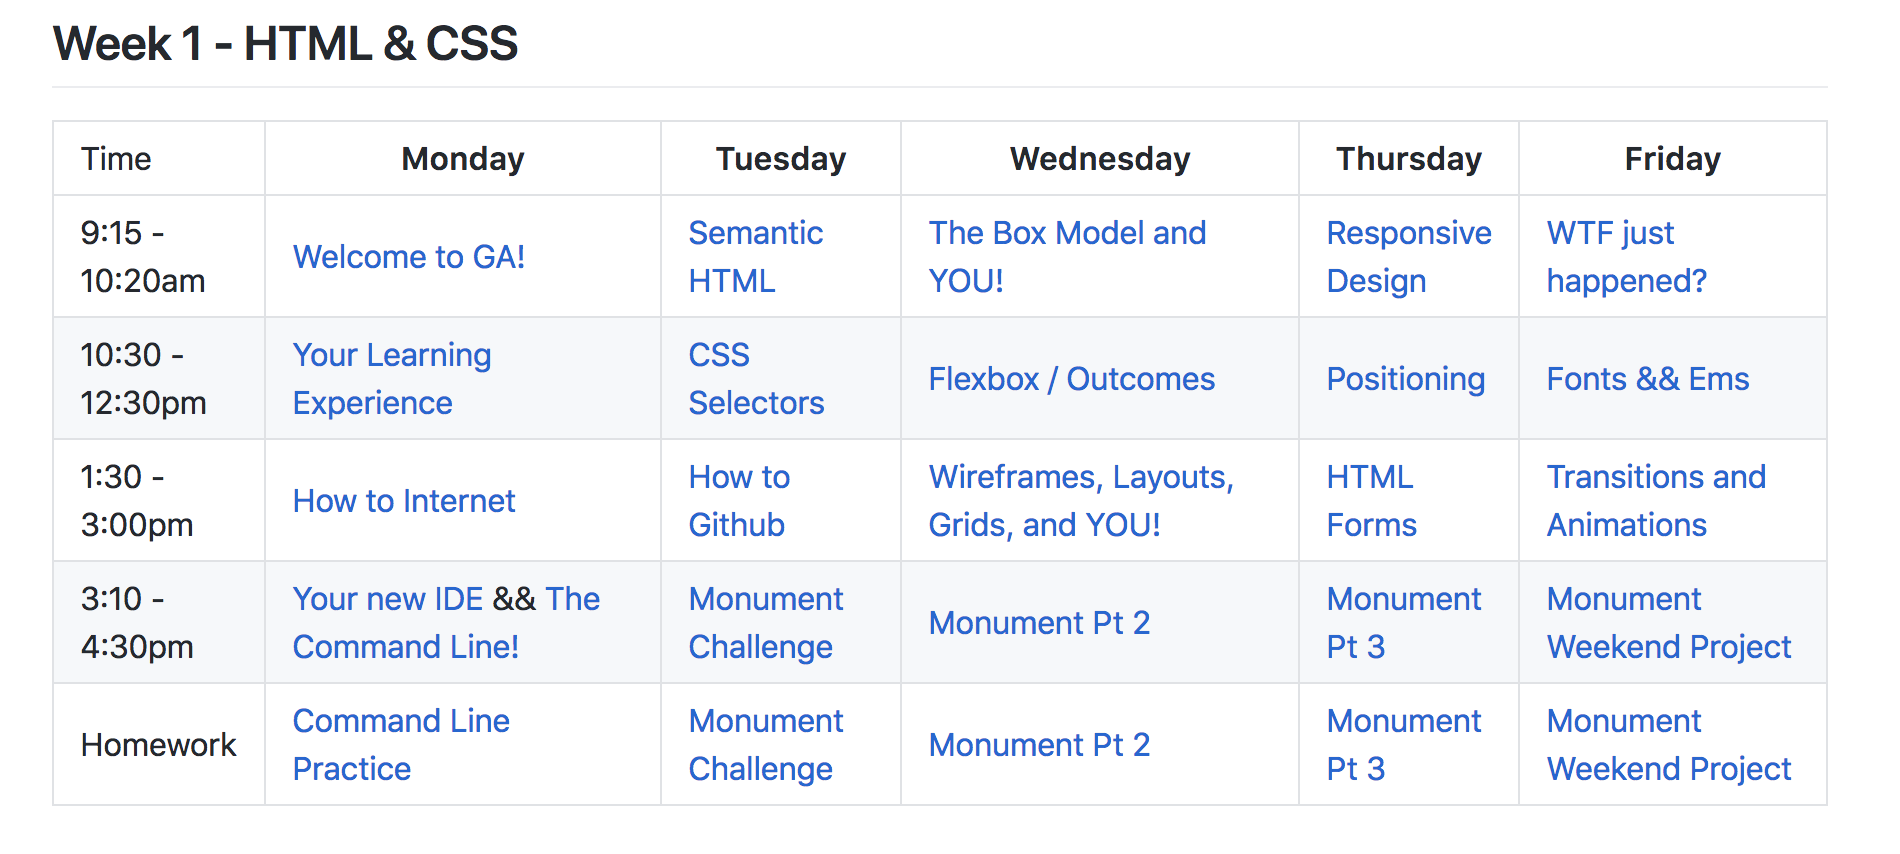 Week 1 - HTML & CSS
Time Monday Tuesday Wednesday Thursday Friday
9:15 - 10:20am Welcome to GA! Semantic HTML The Box Model and YOU! Responsive Design WTF just happened?
10:30 - 12:30pm Your Learning Experience CSS Selectors Flexbox / Outcomes Positioning Fonts && Ems
1:30 - 3:00pm How to Internet How to Github Wireframes, Layouts, Grids, and YOU! HTML Forms Transitions and Animations
3:10 - 4:30pm Your new IDE && The Command Line! Monument Challenge Monument Pt 2 Monument Pt 3 Monument Weekend Project
Homework Command Line Practice Monument Challenge Monument Pt 2 Monument Pt 3 Monument Weekend Project